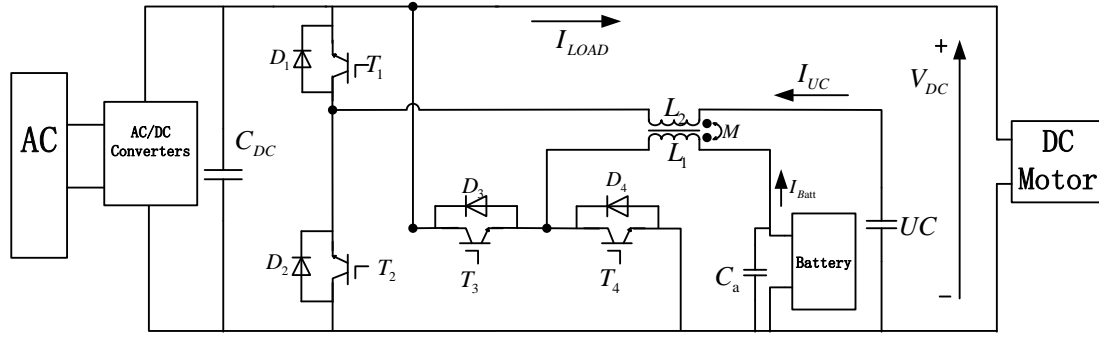 AC
AC/DC
Converters
C_DC
D_1
T_1
D_2
T_2
I_LOAD
D_3
T_3
D_4
T_4
L_2
L_1
M
I_UC
I_Batt
C_a
Battery
UC
+
V_DC
−
DC
Motor